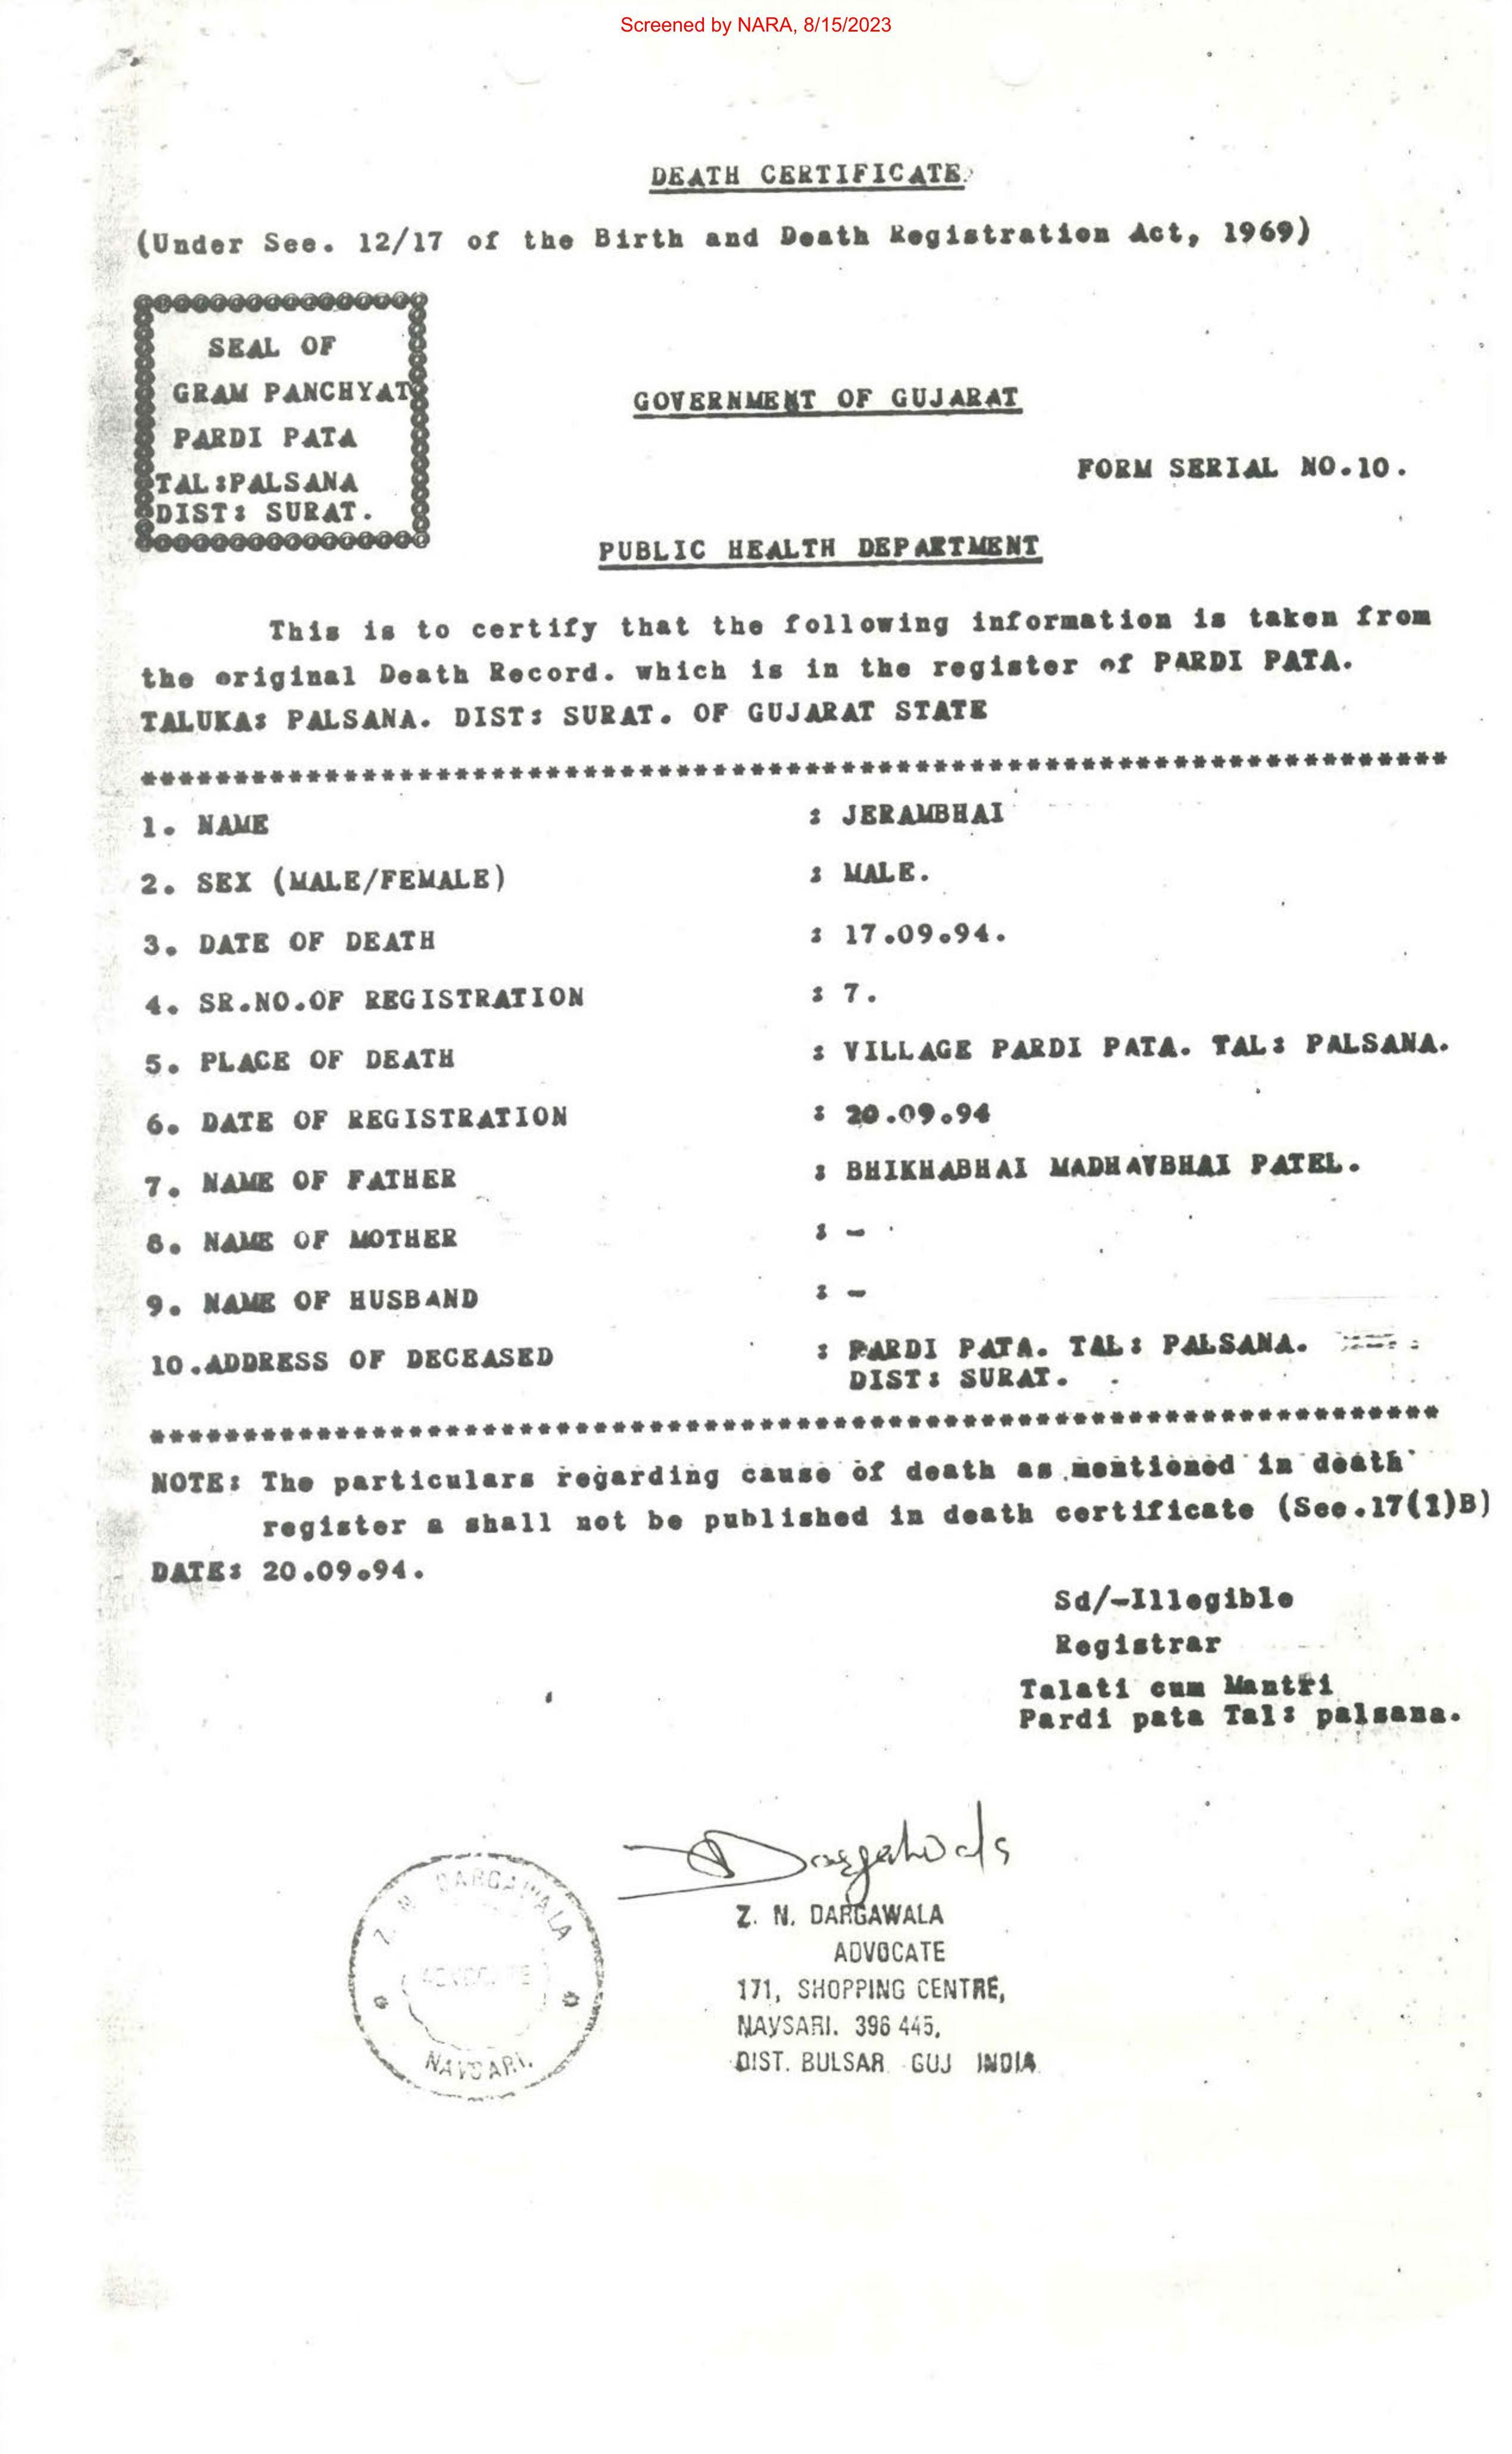 Screened by NARA, 8/15/2023
DEATH CERTIFICATE
(Under See. 12/17 of the Birth and Death Registration Act, 1969)
SEAL OF
GRAM PANCHYAT
PARDI PATA
TAL:PALSANA
DIST: SURAT.
GOVERNMENT OF GUJARAT
FORM SERIAL NO.10.
PUBLIC HEALTH DEPARTMENT
This is to certify that the following information is taken from
the original Death Record. which is in the register of PARDI PATA.
TALUKA: PALSANA. DIST: SURAT. OF GUJARAT STATE
**********************************************************************
1. NAME : JERAMBHAI
2. SEX (MALE/FEMALE) : MALE.
3. DATE OF DEATH : 17.09.94.
4. SR.NO.OF REGISTRATION : 7.
5. PLACE OF DEATH : VILLAGE PARDI PATA. TAL: PALSANA.
6. DATE OF REGISTRATION : 20.09.94
7. NAME OF FATHER : BHIKHABHAI MADHAVBHAI PATEL.
8. NAME OF MOTHER : -
9. NAME OF HUSBAND : -
10.ADDRESS OF DECEASED : PARDI PATA. TAL: PALSANA.
DIST: SURAT.
**********************************************************************
NOTE: The particulars regarding cause of death as mentioned in death
register a shall not be published in death certificate (See.17(1)B)
DATE: 20.09.94.
Sd/-Illegible
Registrar
Talati cum Mantri
Pardi pata Tal: palsana.
Z. N. DARGAWALA
ADVOCATE
171, SHOPPING CENTRE,
NAVSARI. 396 445,
DIST. BULSAR GUJ INDIA
Z. N. DARGAWALA
ADVOCATE
NAVSARI.